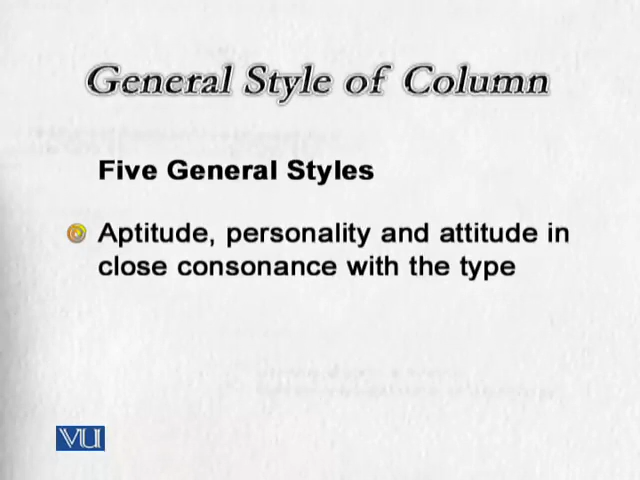 General Style of Column
Five General Styles
Aptitude, personality and attitude in
close consonance with the type
VU